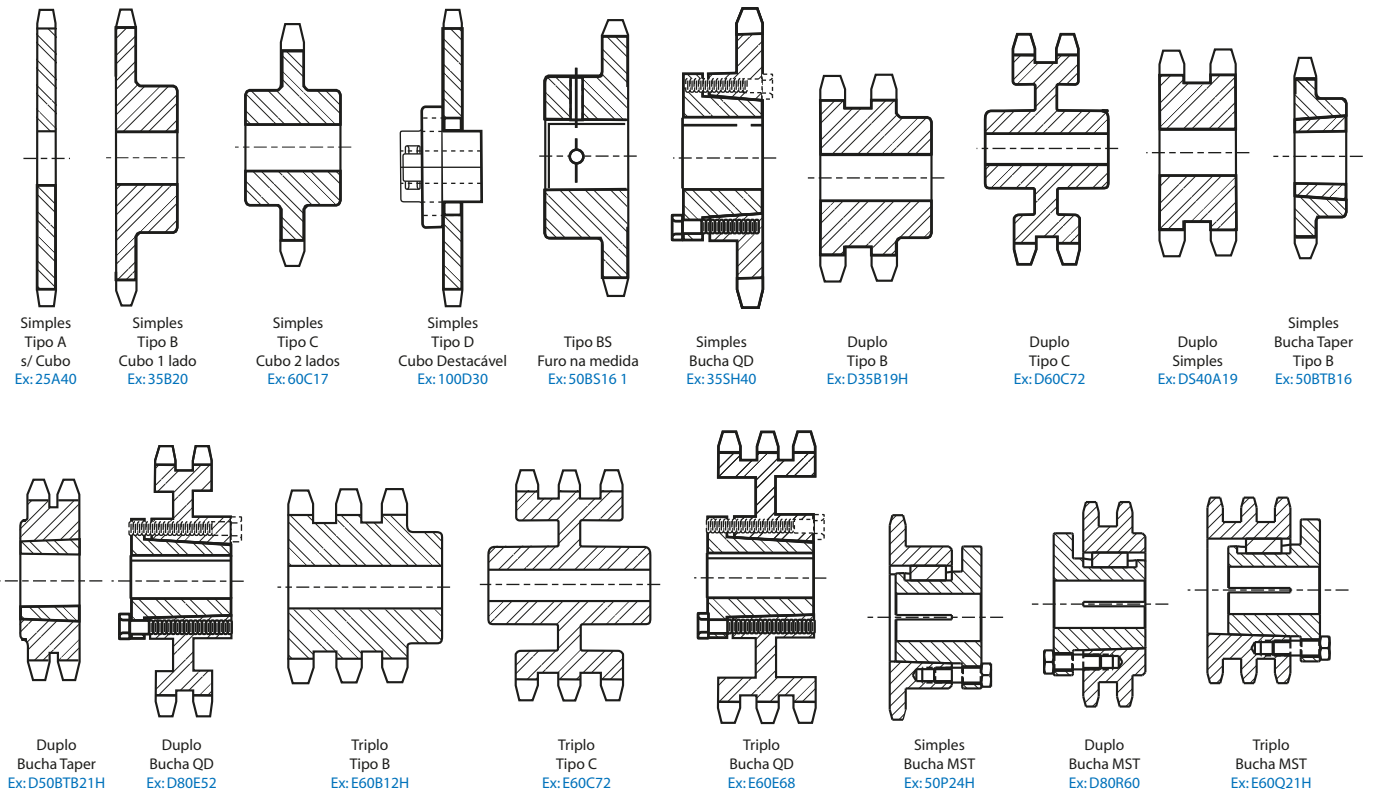 Simples
Tipo A
s/ Cubo
Ex: 25A40
Simples
Tipo B
Cubo 1 lado
Ex: 35B20
Simples
Tipo C
Cubo 2 lados
Ex: 60C17
Simples
Tipo D
Cubo Destacável
Ex: 100D30
Tipo BS
Furo na medida
Ex: 50BS16 1
Simples
Bucha QD
Ex: 35SH40
Duplo
Tipo B
Ex: D35B19H
Duplo
Tipo C
Ex: D60C72
Duplo
Simples
Ex: DS40A19
Simples
Bucha Taper
Tipo B
Ex: 50BTB16
Duplo
Bucha Taper
Ex: D50BTB21H
Duplo
Bucha QD
Ex: D80E52
Triplo
Tipo B
Ex: E60B12H
Triplo
Tipo C
Ex: E60C72
Triplo
Bucha QD
Ex: E60E68
Simples
Bucha MST
Ex: 50P24H
Duplo
Bucha MST
Ex: D80R60
Triplo
Bucha MST
Ex: E60Q21H